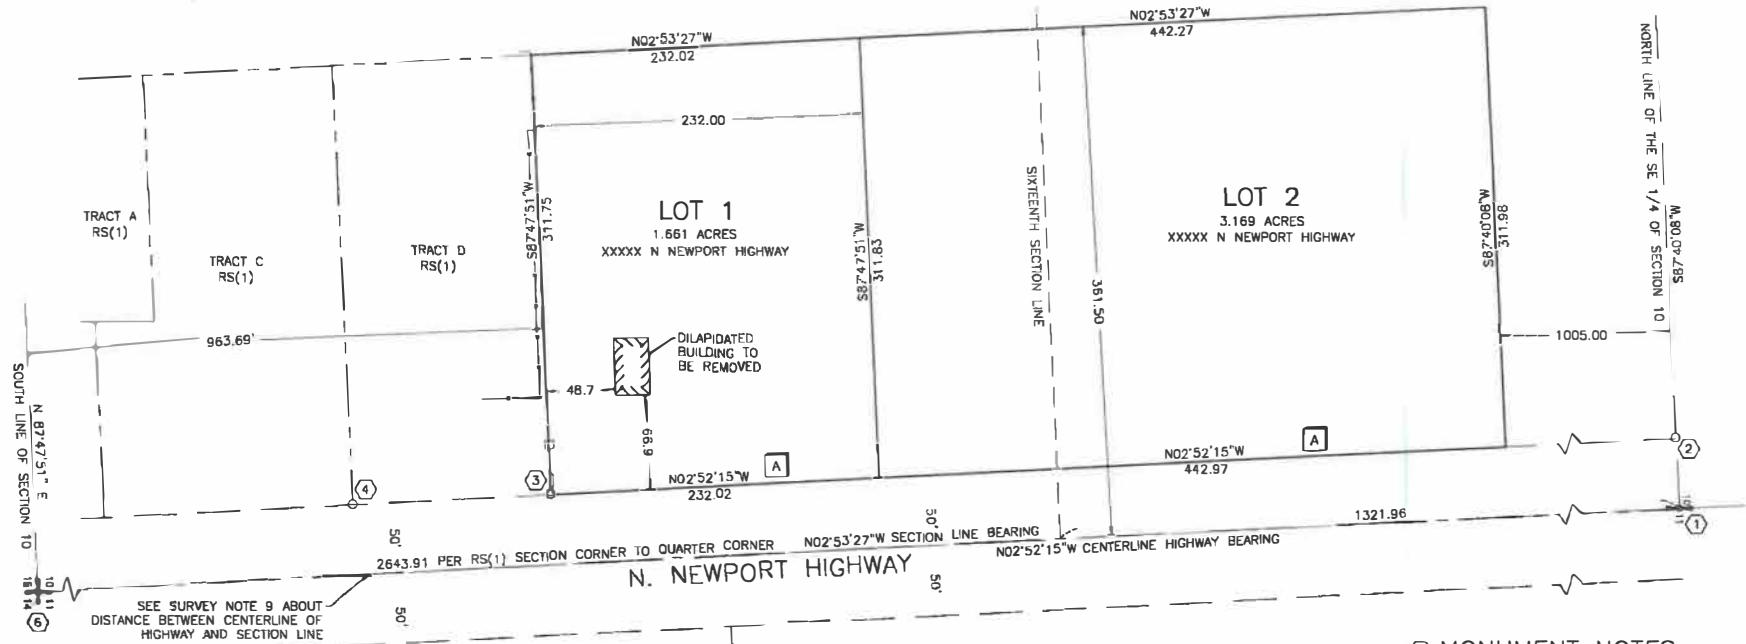 N02°53'27"W
232.02
N02°53'27"W
442.27
NORTH LINE OF THE SE 1/4 OF SECTION 10
S87°40'08"W
232.00
TRACT A
RS(1)
TRACT C
RS(1)
TRACT D
RS(1)
S87°47'51"W
311.75
LOT 1
1.661 ACRES
XXXXX N NEWPORT HIGHWAY
S87°47'51"W
311.83
SIXTEENTH SECTION LINE
361.50
LOT 2
3.169 ACRES
XXXXX N NEWPORT HIGHWAY
S87°40'08"W
311.98
963.69'
1005.00
DILAPIDATED
BUILDING TO
BE REMOVED
48.7
66.9
SOUTH LINE OF SECTION 10
N 87°47'51" E
A
A
N02°52'15"W
232.02
N02°52'15"W
442.97
3
4
2
1
50'
50'
50'
50'
1321.96
2643.91 PER RS(1) SECTION CORNER TO QUARTER CORNER
N02°53'27"W SECTION LINE BEARING
N02°52'15"W CENTERLINE HIGHWAY BEARING
N. NEWPORT HIGHWAY
10
11
14
6
SEE SURVEY NOTE 9 ABOUT
DISTANCE BETWEEN CENTERLINE OF
HIGHWAY AND SECTION LINE